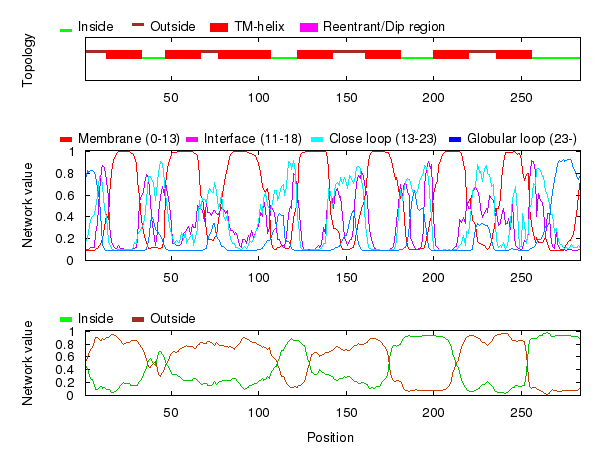 Inside Outside TM-helix Reentrant/Dip region
Topology
50 100 150 200 250
Membrane (0-13) Interface (11-18) Close loop (13-23) Globular loop (23-)
Network value
1
0.8
0.6
0.4
0.2
0
50 100 150 200 250
Inside Outside
Network value
1
0.8
0.6
0.4
0.2
0
50 100 150 200 250
Position